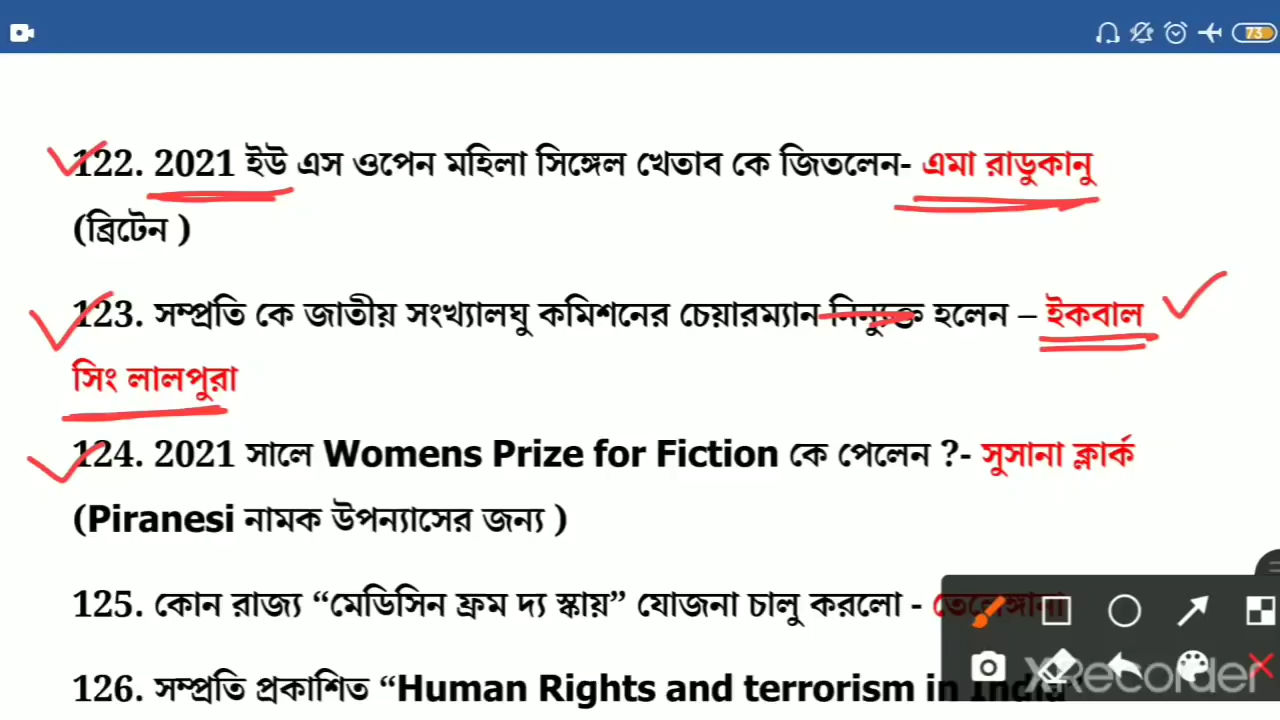 73
122. 2021 ইউ এস ওপেন মহিলা সিঙ্গেল খেতাব কে জিতলেন- এমা রাডুকানু
(ব্রিটেন )
123. সম্প্রতি কে জাতীয় সংখ্যালঘু কমিশনের চেয়ারম্যান নিযুক্ত হলেন – ইকবাল
সিং লালপুরা
124. 2021 সালে Womens Prize for Fiction কে পেলেন ?- সুসানা ক্লার্ক
(Piranesi নামক উপন্যাসের জন্য )
125. কোন রাজ্য “মেডিসিন ফ্রম দ্য স্কায়” যোজনা চালু করলো - তেলেঙ্গানা
126. সম্প্রতি প্রকাশিত “Human Rights and terrorism in India”
XRecorder